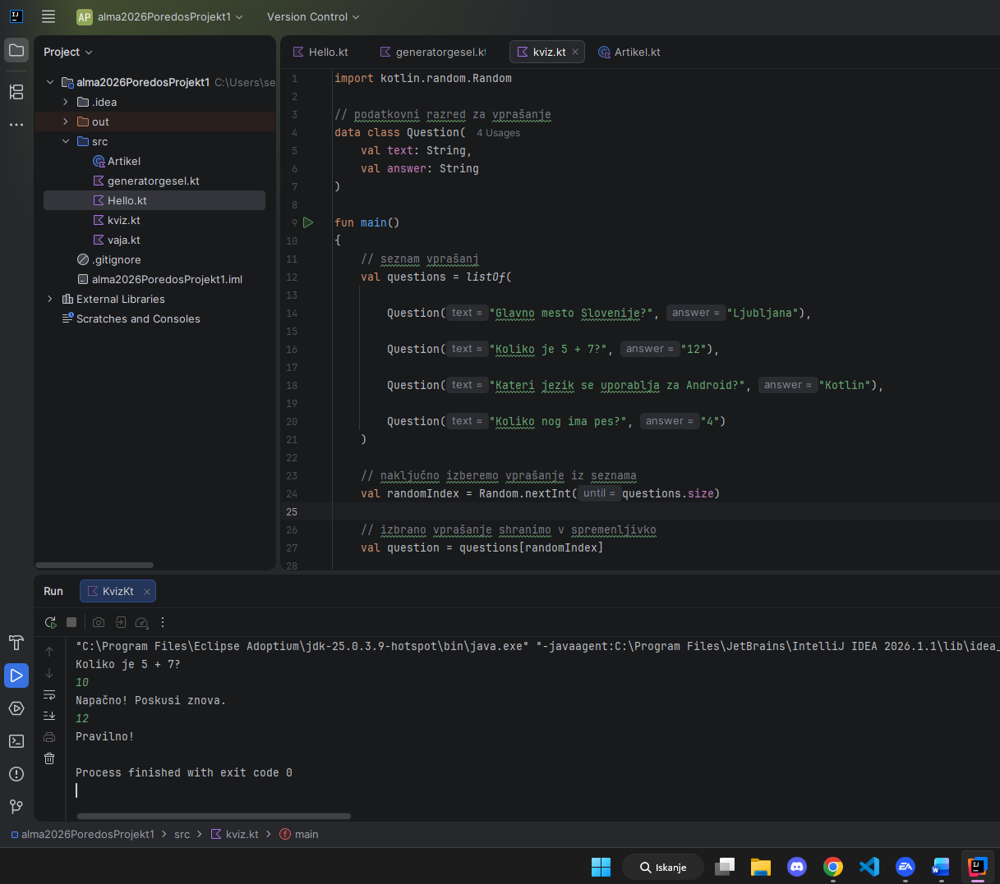 AP alma2026PoredosProjekt1 Version Control
Project
Hello.kt generatorgesel.kt kviz.kt Artikel.kt
alma2026PoredosProjekt1 C:\Users\se
.idea
out
src
Artikel
generatorgesel.kt
Hello.kt
kviz.kt
vaja.kt
.gitignore
alma2026PoredosProjekt1.iml
External Libraries
Scratches and Consoles
1 import kotlin.random.Random
2
3 // podatkovni razred za vprašanje
4 data class Question( 4 Usages
5 val text: String,
6 val answer: String
7 )
8
9 fun main()
10 {
11 // seznam vprašanj
12 val questions = listOf(
13
14 Question( text = "Glavno mesto Slovenije?", answer = "Ljubljana"),
15
16 Question( text = "Koliko je 5 + 7?", answer = "12"),
17
18 Question( text = "Kateri jezik se uporablja za Android?", answer = "Kotlin"),
19
20 Question( text = "Koliko nog ima pes?", answer = "4")
21 )
22
23 // naključno izberemo vprašanje iz seznama
24 val randomIndex = Random.nextInt( until = questions.size)
25
26 // izbrano vprašanje shranimo v spremenljivko
27 val question = questions[randomIndex]
28
Run KvizKt
"C:\Program Files\Eclipse Adoptium\jdk-25.0.3.9-hotspot\bin\java.exe" "-javaagent:C:\Program Files\JetBrains\IntelliJ IDEA 2026.1.1\lib\idea_
Koliko je 5 + 7?
10
Napačno! Poskusi znova.
12
Pravilno!
Process finished with exit code 0
alma2026PoredosProjekt1 > src > kviz.kt > main
Iskanje